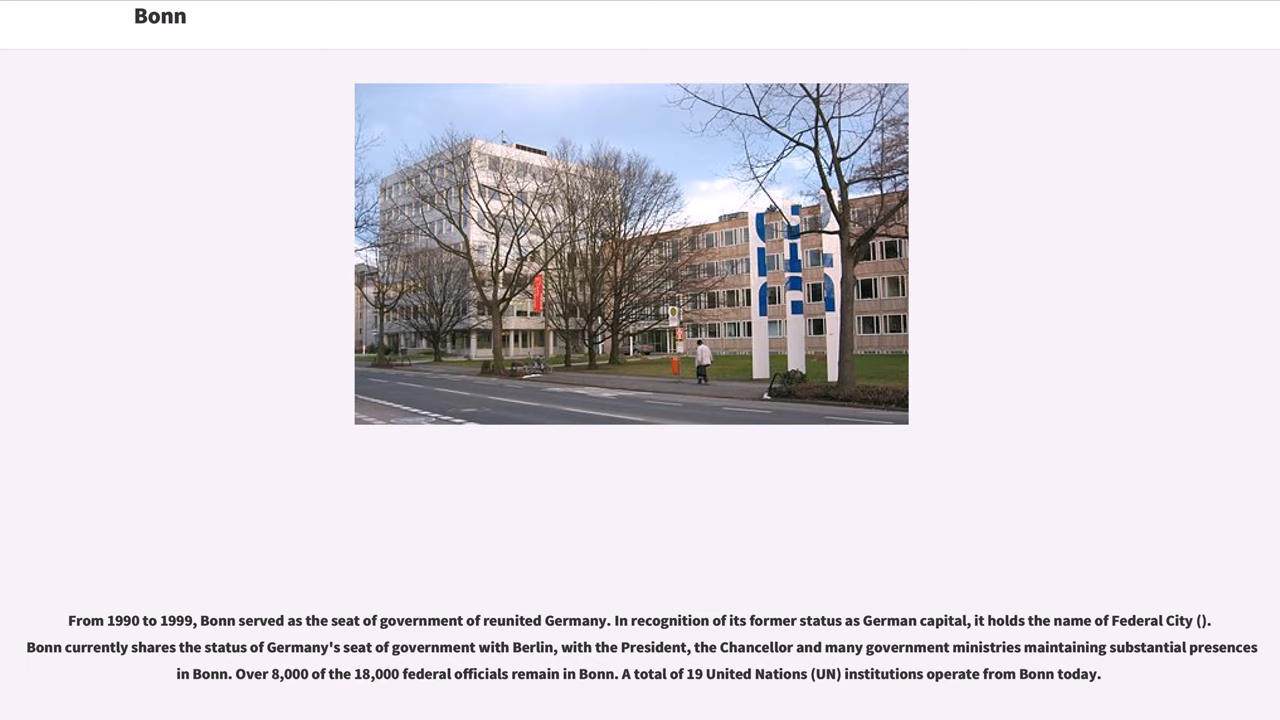 Bonn
From 1990 to 1999, Bonn served as the seat of government of reunited Germany. In recognition of its former status as German capital, it holds the name of Federal City ().
Bonn currently shares the status of Germany's seat of government with Berlin, with the President, the Chancellor and many government ministries maintaining substantial presences
in Bonn. Over 8,000 of the 18,000 federal officials remain in Bonn. A total of 19 United Nations (UN) institutions operate from Bonn today.